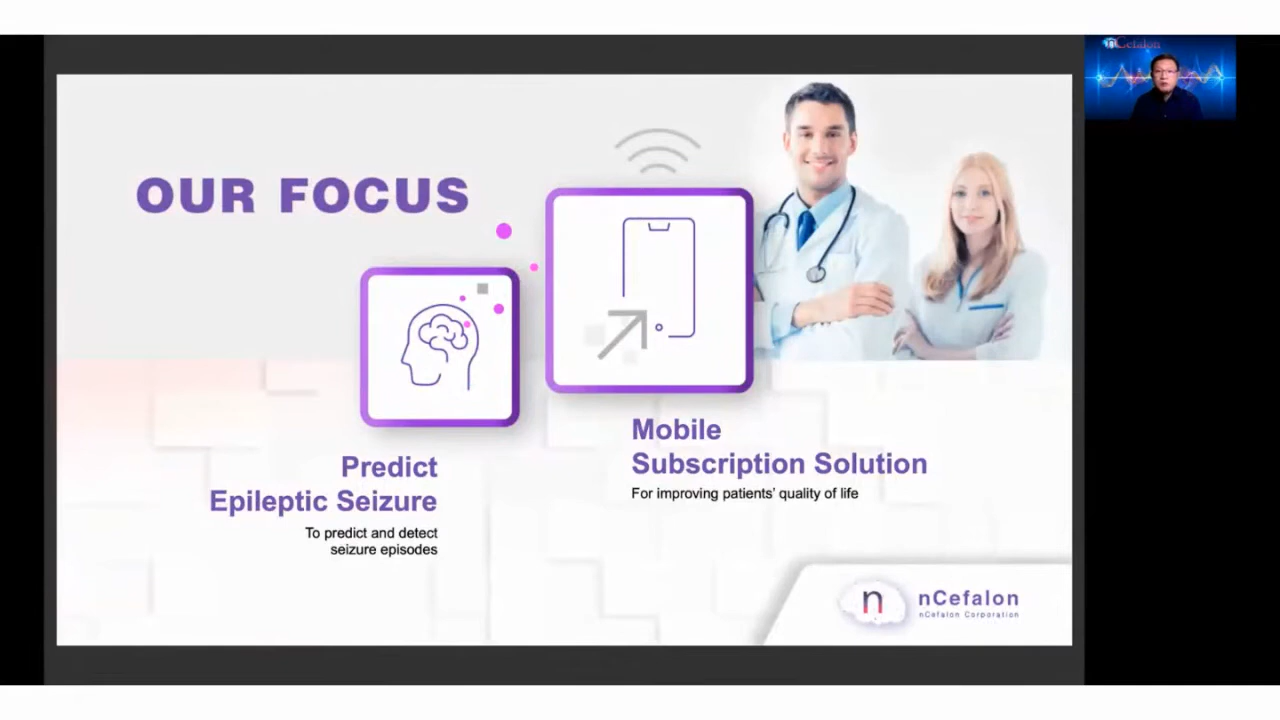 OUR FOCUS
Predict
Epileptic Seizure
To predict and detect
seizure episodes
Mobile
Subscription Solution
For improving patients’ quality of life
n
nCefalon
nCefalon Corporation
nCefalon